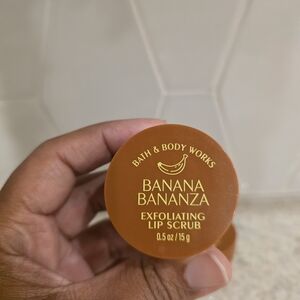 BATH & BODY WORKS
BANANA
BANANZA
EXFOLIATING
LIP SCRUB
0.5 oz / 15 g